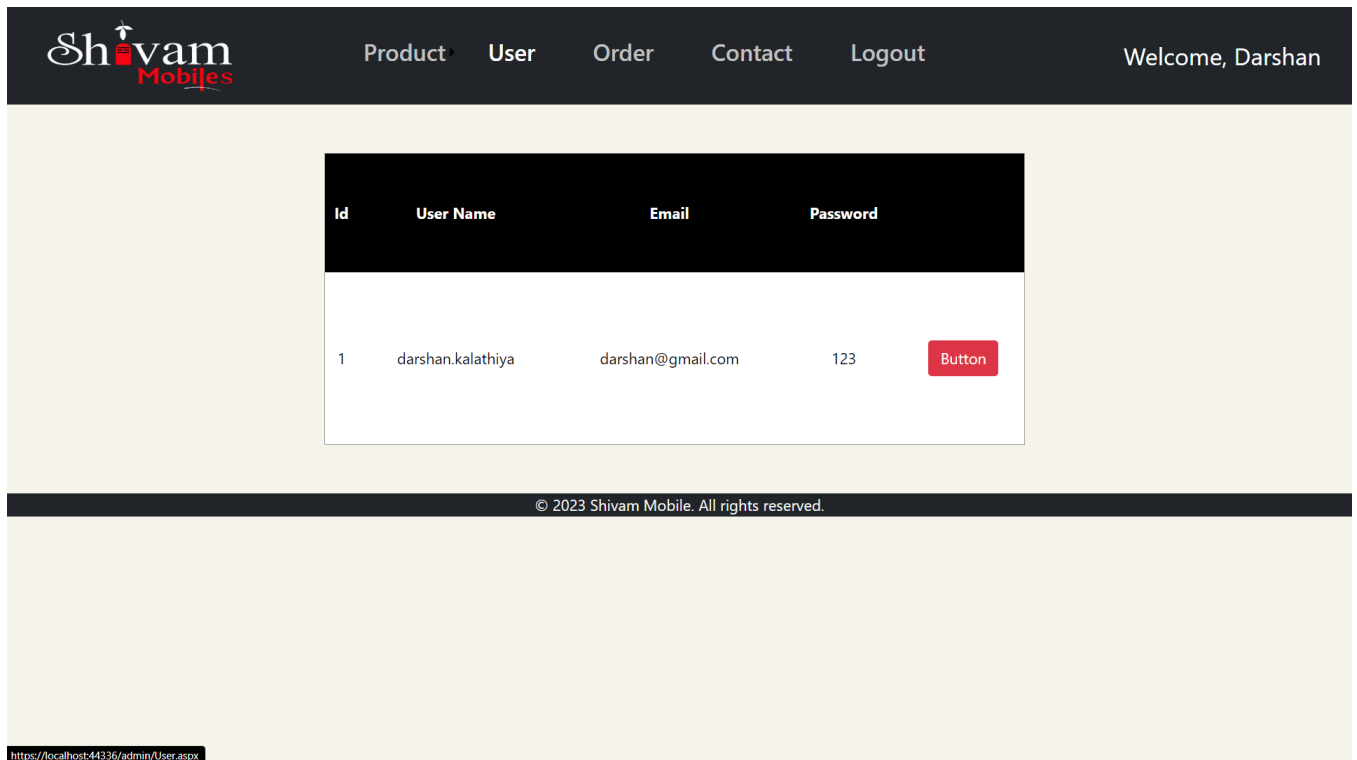 Shivam
Mobiles
Product User Order Contact Logout
Welcome, Darshan
Id User Name Email Password
1 darshan.kalathiya darshan@gmail.com 123 Button
© 2023 Shivam Mobile. All rights reserved.
https://localhost:44336/admin/User.aspx